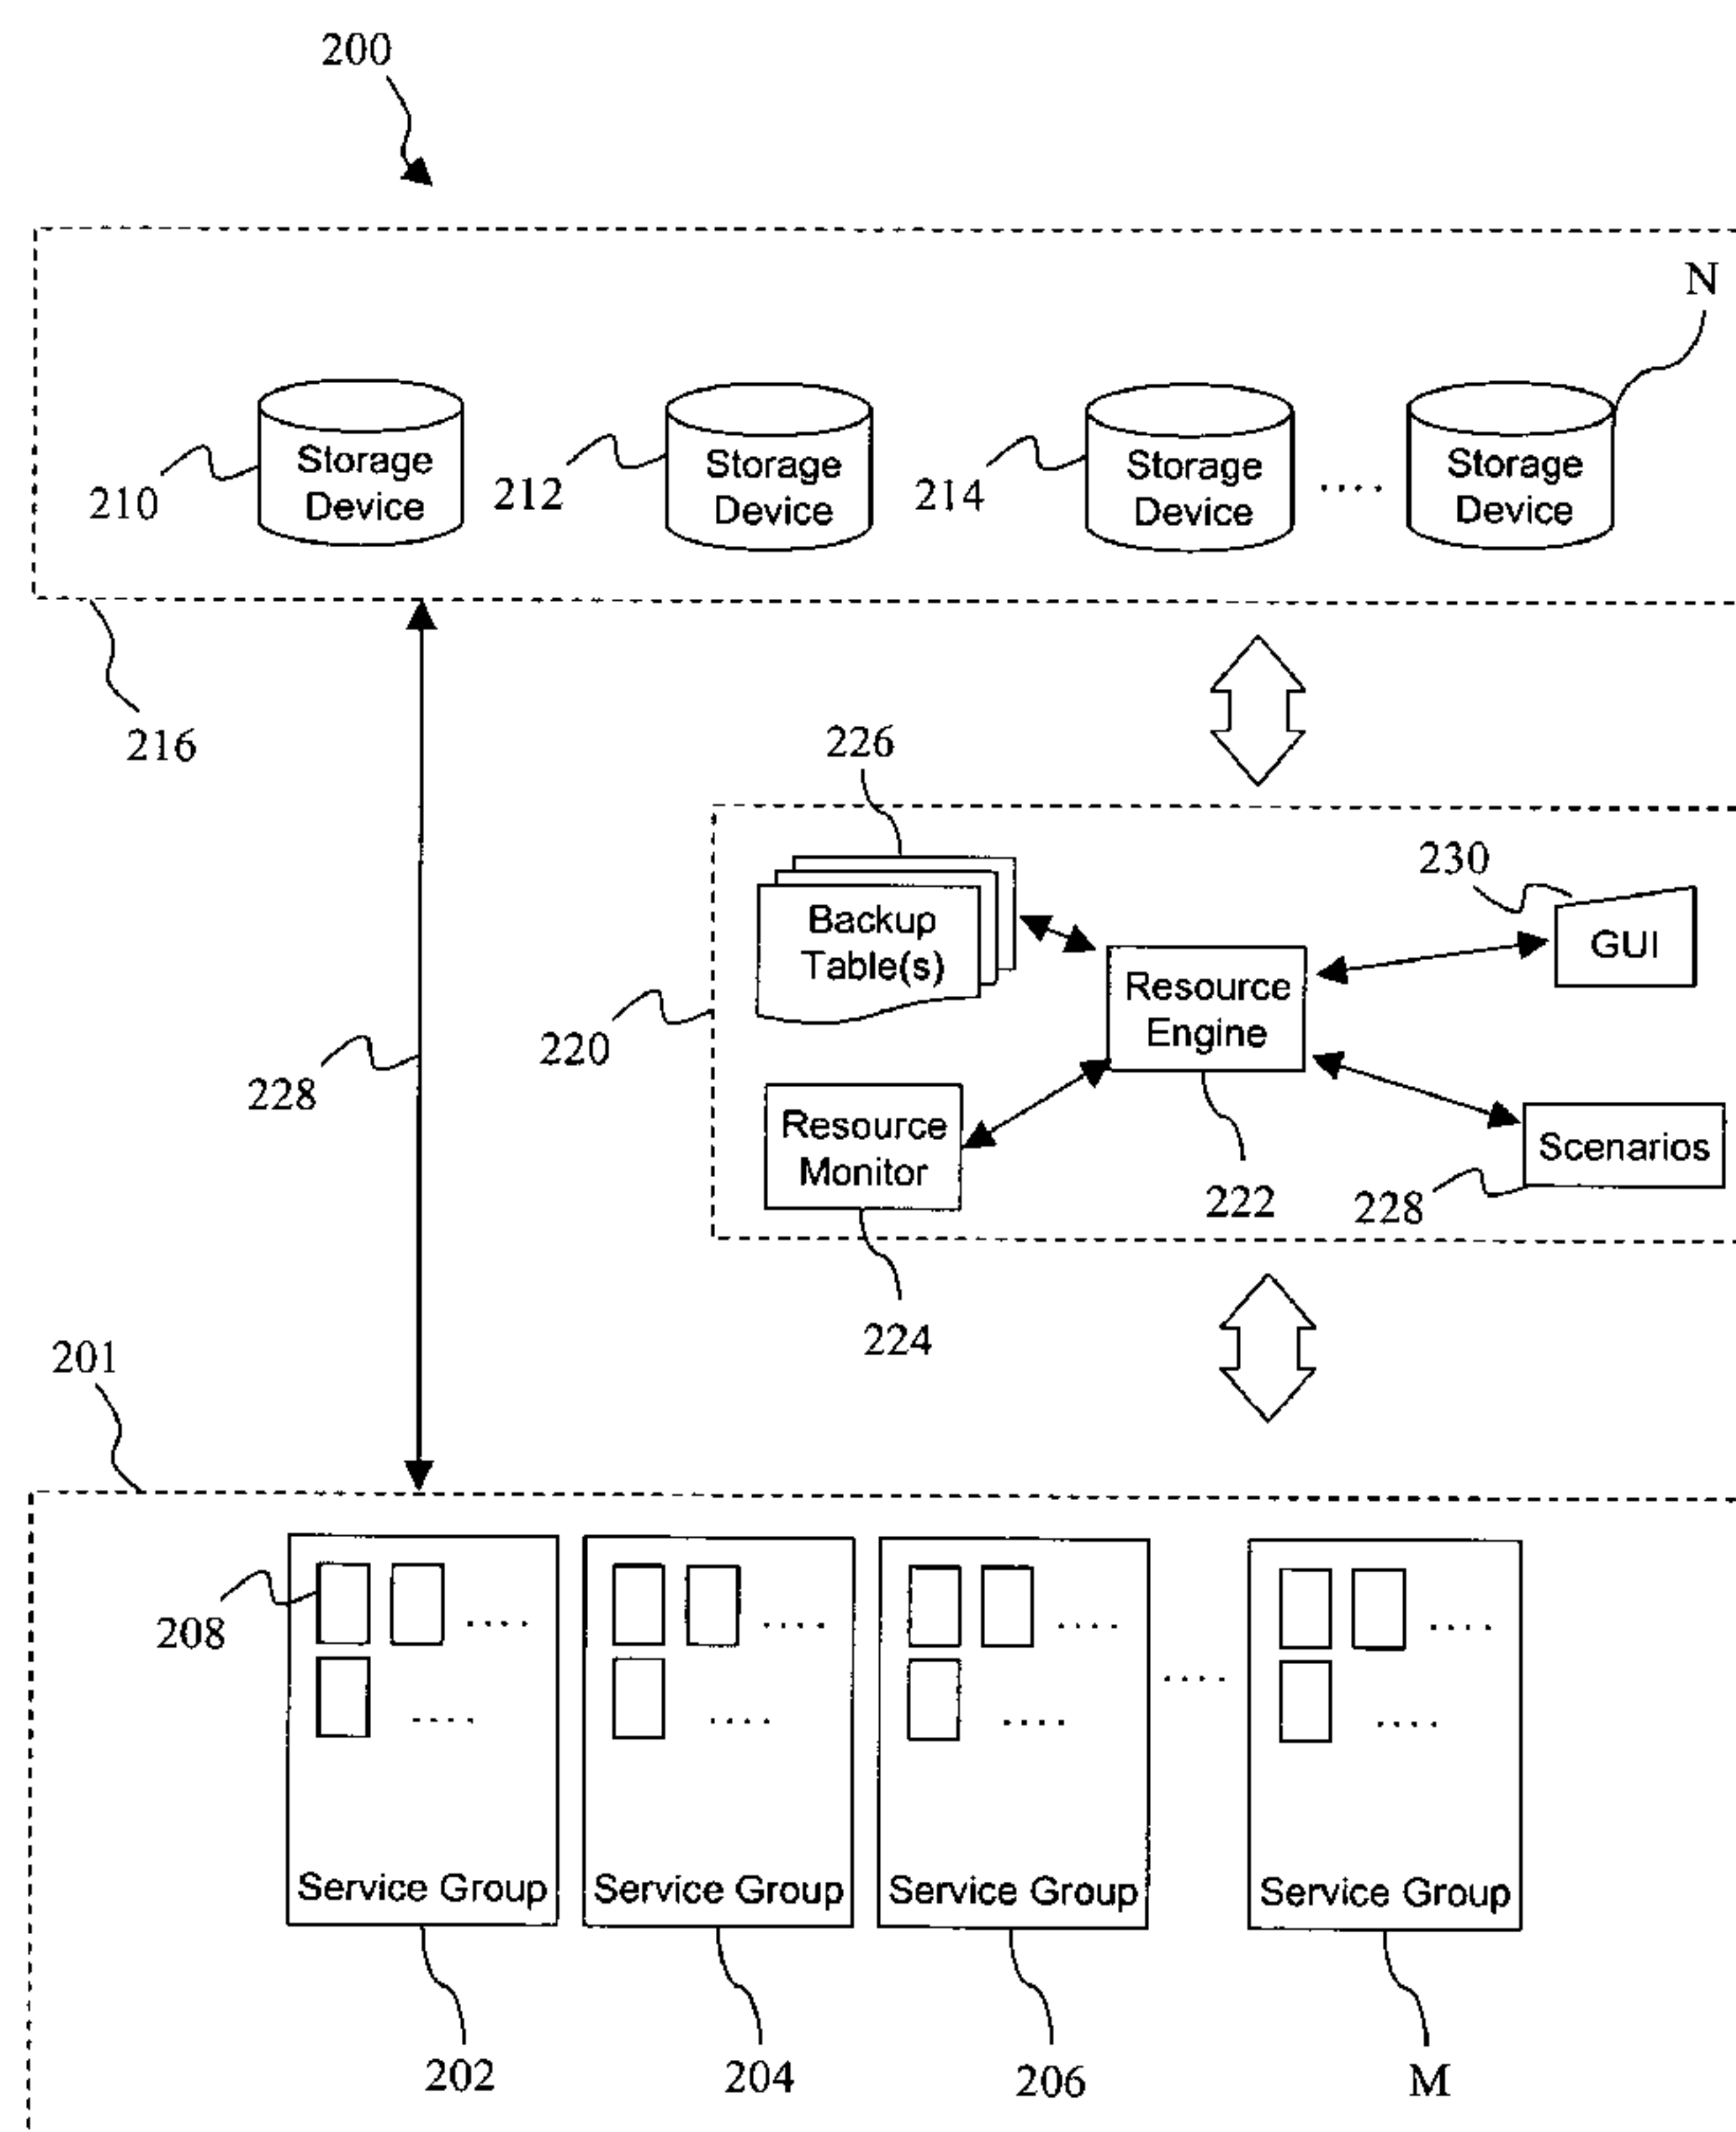 200
N
Storage
Device
Storage
Device
Storage
Device
....
Storage
Device
210
212
214
216
226
230
Backup
Table(s)
GUI
Resource
Engine
220
228
Resource
Monitor
Scenarios
222
228
224
201
208
....
....
....
....
....
....
....
....
....
Service Group
Service Group
Service Group
Service Group
202
204
206
M